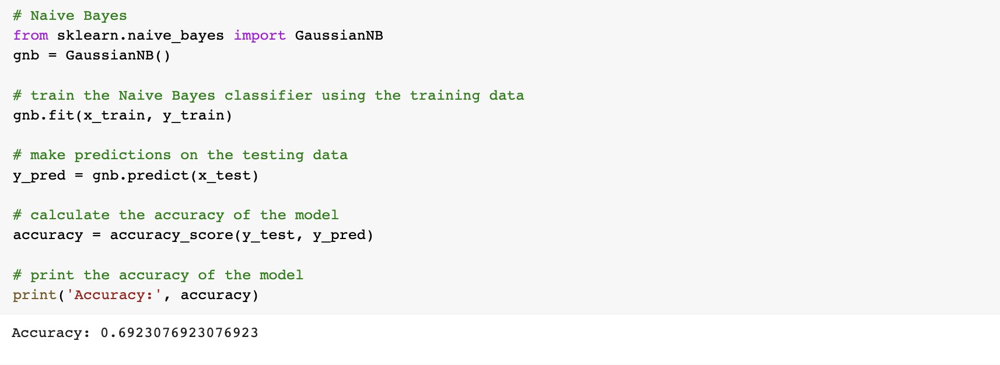 # Naive Bayes
from sklearn.naive_bayes import GaussianNB
gnb = GaussianNB()
# train the Naive Bayes classifier using the training data
gnb.fit(x_train, y_train)
# make predictions on the testing data
y_pred = gnb.predict(x_test)
# calculate the accuracy of the model
accuracy = accuracy_score(y_test, y_pred)
# print the accuracy of the model
print('Accuracy:', accuracy)
Accuracy: 0.6923076923076923